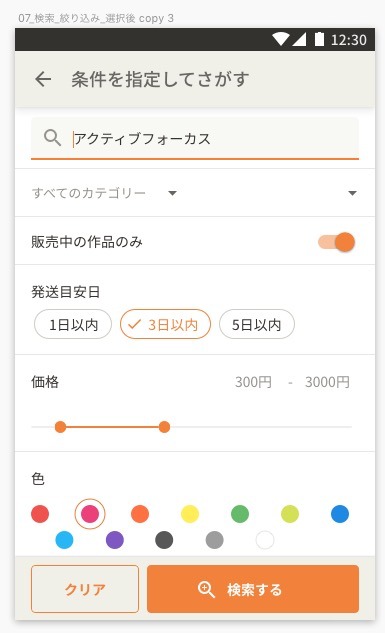 07_検索_絞り込み_選択後 copy 3
12:30
条件を指定してさがす
アクティブフォーカス
すべてのカテゴリー
販売中の作品のみ
発送目安日
1日以内 3日以内 5日以内
価格 300円 - 3000円
色
クリア 検索する